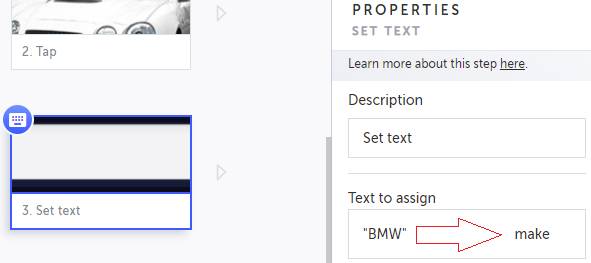 PROPERTIES
SET TEXT
2. Tap
Learn more about this step here.
Description
Set text
3. Set text
Text to assign
"BMW" make